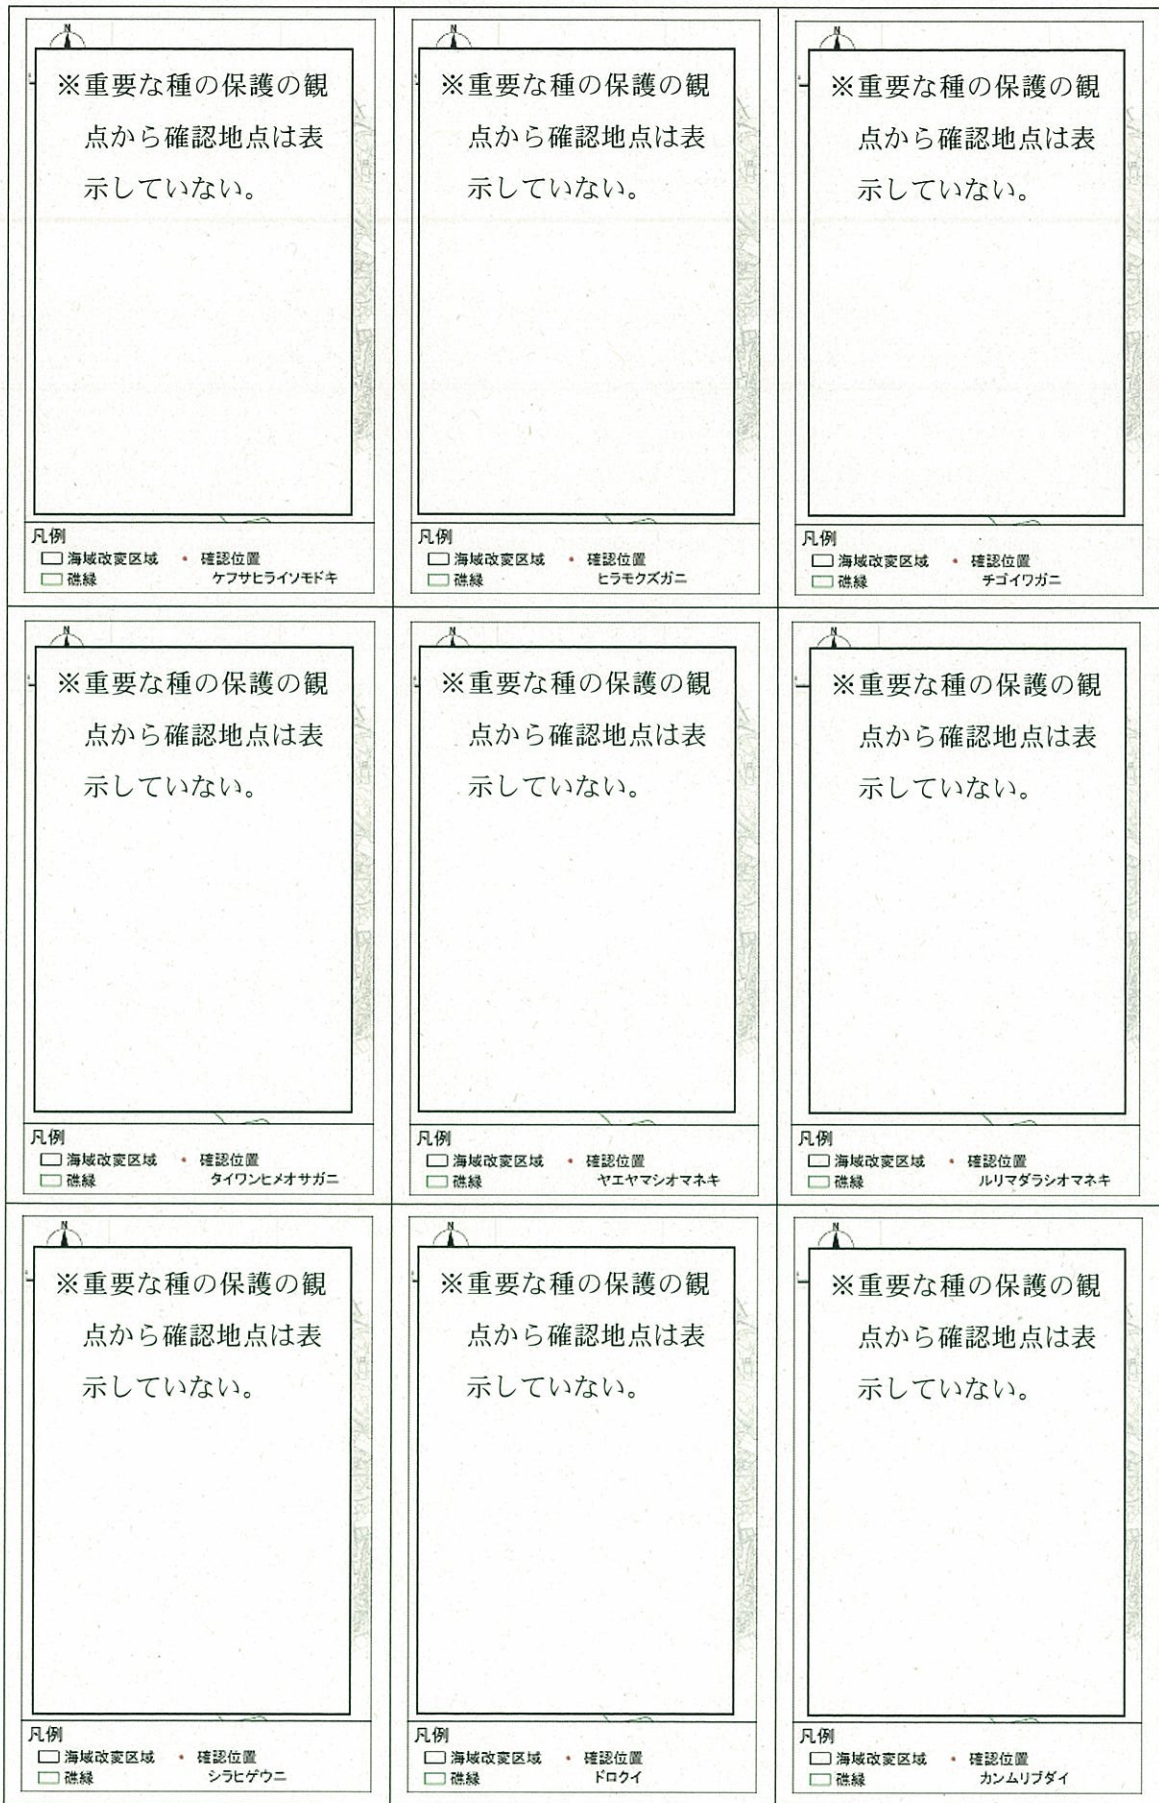 N
※重要な種の保護の観
点から確認地点は表
示していない。
凡例
海域改変区域 ・ 確認位置
礁縁 ケフサヒライソモドキ
N
※重要な種の保護の観
点から確認地点は表
示していない。
凡例
海域改変区域 ・ 確認位置
礁縁 ヒラモクズガニ
N
※重要な種の保護の観
点から確認地点は表
示していない。
凡例
海域改変区域 ・ 確認位置
礁縁 チゴイワガニ
N
※重要な種の保護の観
点から確認地点は表
示していない。
凡例
海域改変区域 ・ 確認位置
礁縁 タイワンヒメオサガニ
N
※重要な種の保護の観
点から確認地点は表
示していない。
凡例
海域改変区域 ・ 確認位置
礁縁 ヤエヤマシオマネキ
N
※重要な種の保護の観
点から確認地点は表
示していない。
凡例
海域改変区域 ・ 確認位置
礁縁 ルリマダラシオマネキ
N
※重要な種の保護の観
点から確認地点は表
示していない。
凡例
海域改変区域 ・ 確認位置
礁縁 シラヒゲウニ
N
※重要な種の保護の観
点から確認地点は表
示していない。
凡例
海域改変区域 ・ 確認位置
礁縁 ドロクイ
N
※重要な種の保護の観
点から確認地点は表
示していない。
凡例
海域改変区域 ・ 確認位置
礁縁 カンムリブダイ